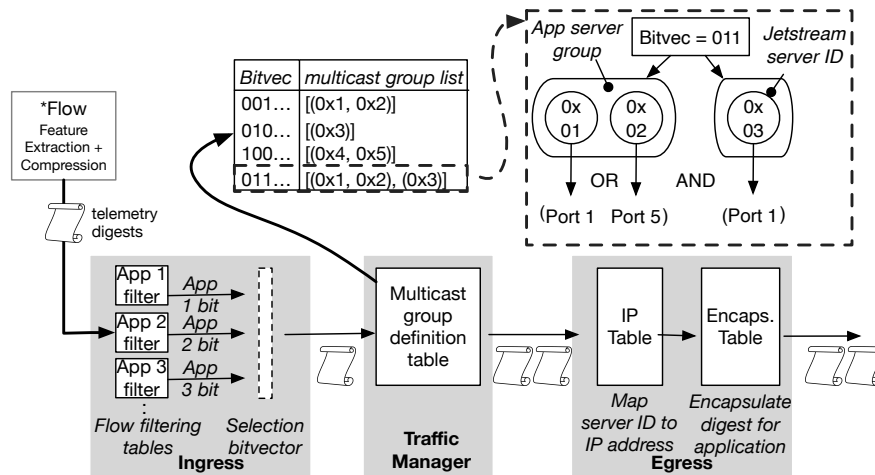 *Flow
Feature
Extraction +
Compression
telemetry
digests
Bitvec
multicast group list
001...
[(0x1, 0x2)]
010...
[(0x3)]
100...
[(0x4, 0x5)]
011...
[(0x1, 0x2), (0x3)]
App server
group
Bitvec = 011
Jetstream
server ID
0x
01
0x
02
0x
03
OR
AND
(Port 1
Port 5)
(Port 1)
App 1
filter
App
1 bit
App 2
filter
App
2 bit
App 3
filter
App
3 bit
Flow filtering
tables
Selection
bitvector
Ingress
Multicast
group
definition
table
Traffic
Manager
IP
Table
Encaps.
Table
Map
server ID to
IP address
Encapsulate
digest for
application
Egress